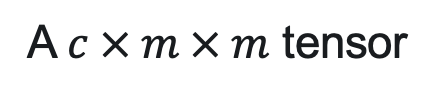 A c × m × m tensor